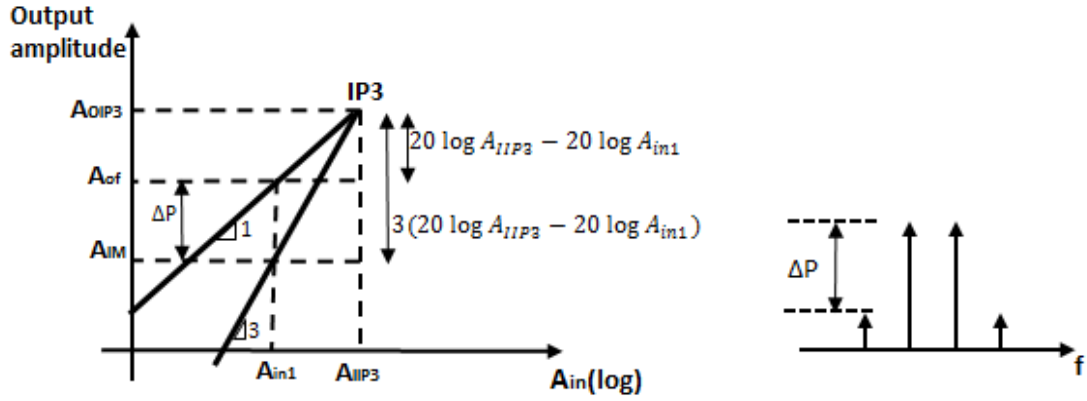 Output
amplitude
IP3
AOIP3
20 log AIIP3 − 20 log Ain1
Aof
ΔP
1
3(20 log AIIP3 − 20 log Ain1)
AIM
ΔP
3
Ain1
AIIP3
Ain(log)
f